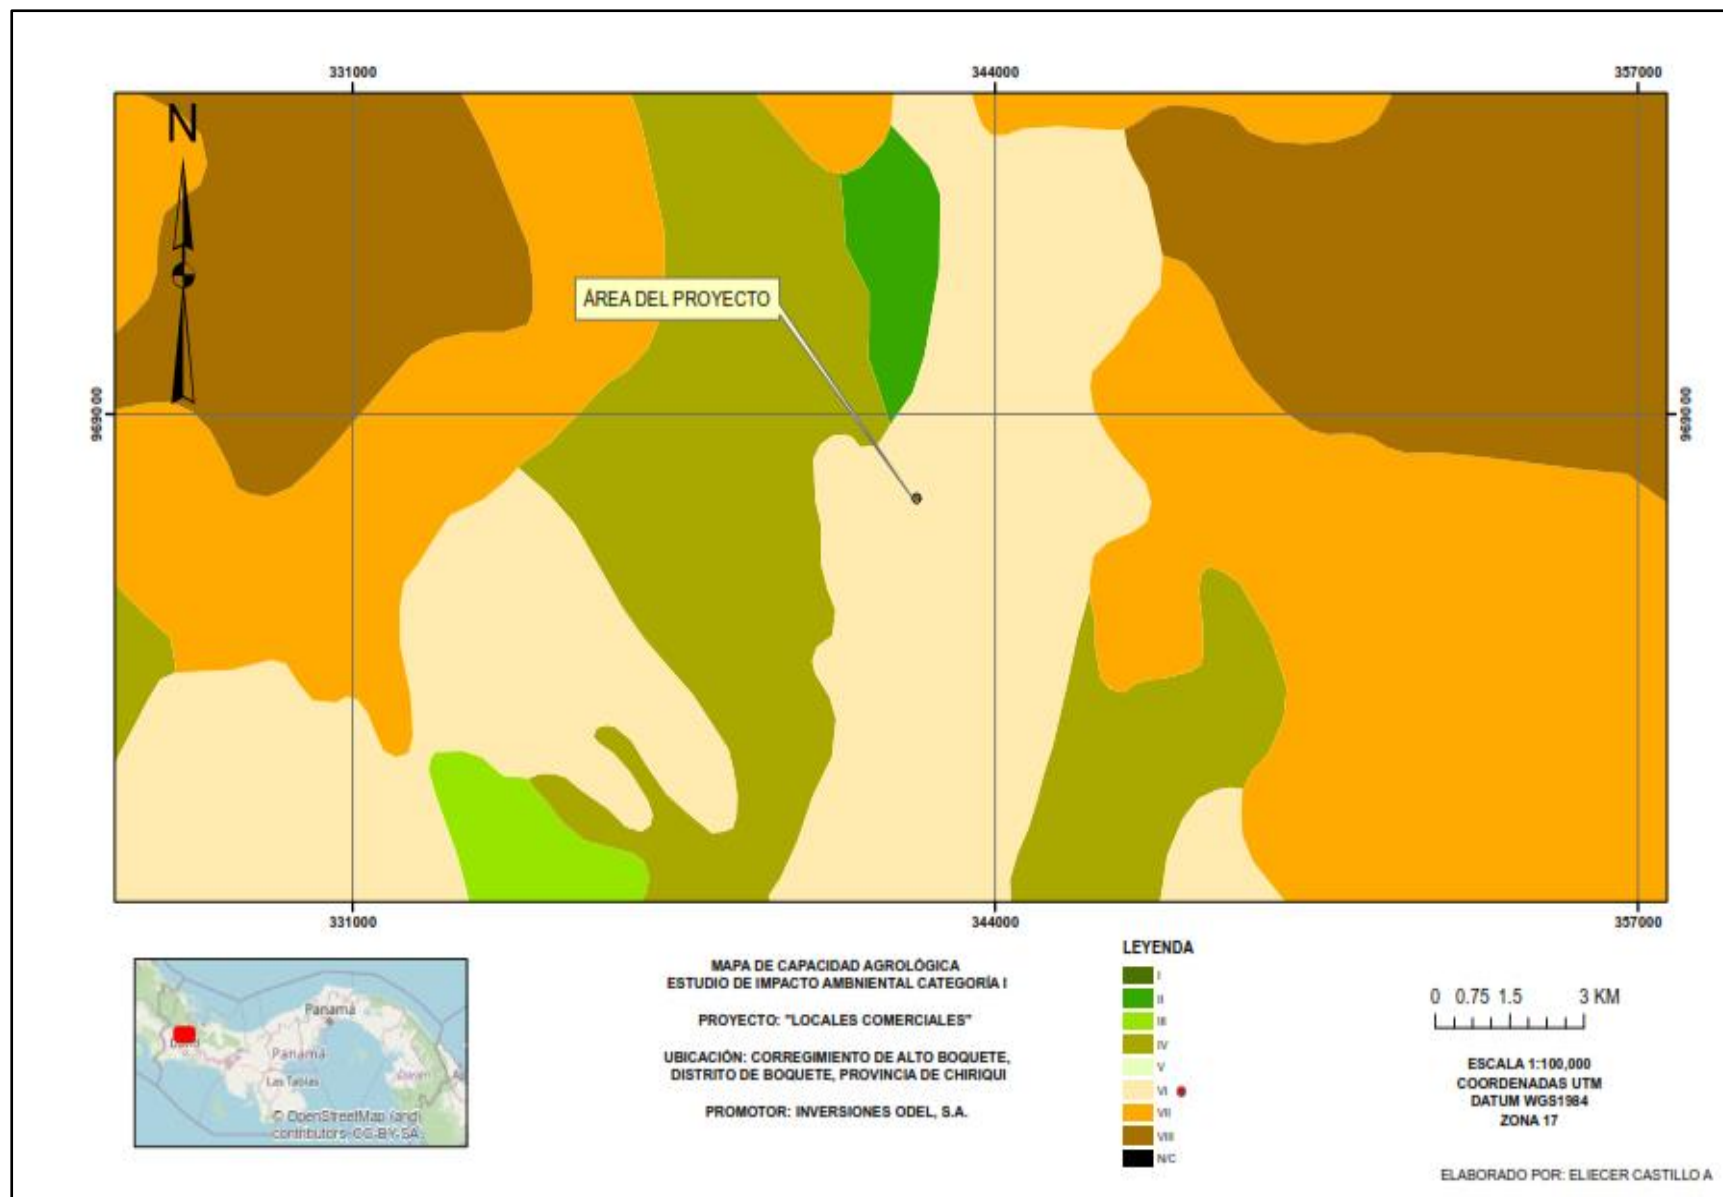 331000
344000
357000
N
ÁREA DEL PROYECTO
969000
969000
331000
344000
357000
Panamá
David
Panamá
Las Tablas
Darién
© OpenStreetMap (and)
contributors, CC-BY-SA
MAPA DE CAPACIDAD AGROLÓGICA
ESTUDIO DE IMPACTO AMBNIENTAL CATEGORÍA I
PROYECTO: "LOCALES COMERCIALES"
UBICACIÓN: CORREGIMIENTO DE ALTO BOQUETE,
DISTRITO DE BOQUETE, PROVINCIA DE CHIRIQUI
PROMOTOR: INVERSIONES ODEL, S.A.
LEYENDA
I
II
III
IV
V
VI
VII
VIII
N/C
0 0.75 1.5 3 KM
ESCALA 1:100,000
COORDENADAS UTM
DATUM WGS1984
ZONA 17
ELABORADO POR: ELIECER CASTILLO A